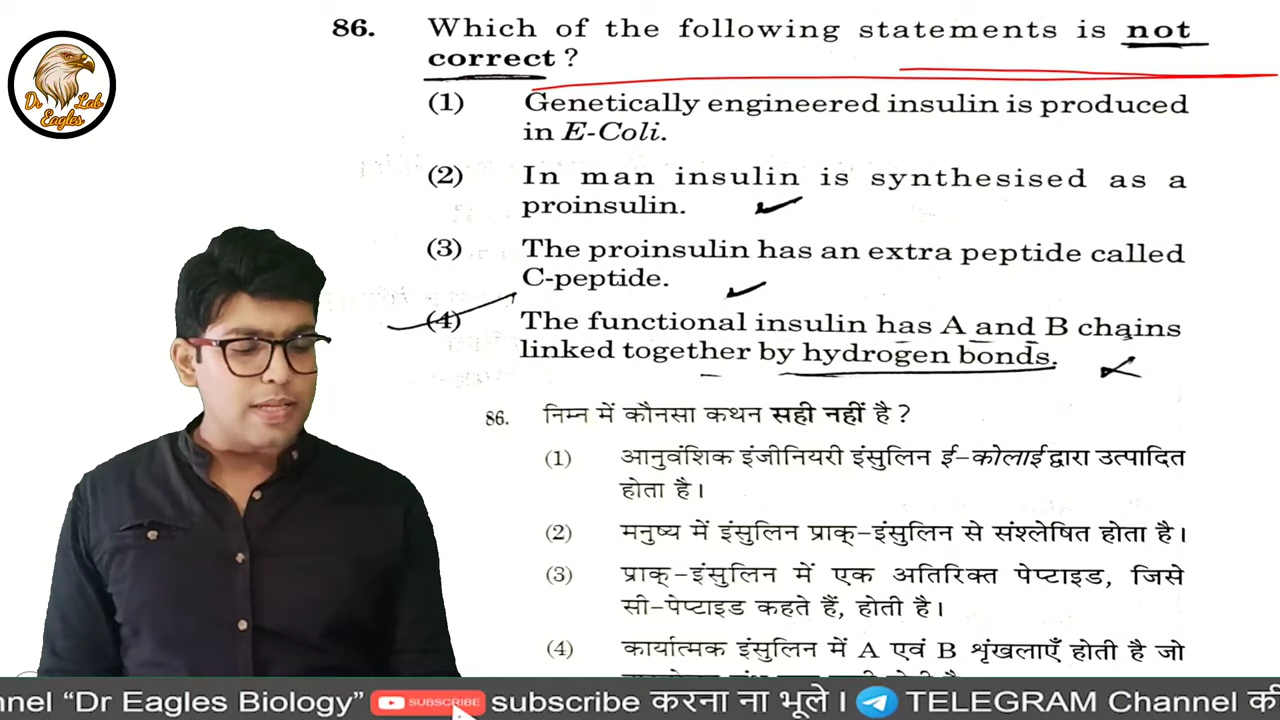 86. Which of the following statements is not
correct ?
(1) Genetically engineered insulin is produced
in E-Coli.
(2) In man insulin is synthesised as a
proinsulin.
(3) The proinsulin has an extra peptide called
C-peptide.
(4) The functional insulin has A and B chains
linked together by hydrogen bonds.
86. निम्न में कौनसा कथन सही नहीं है ?
(1) आनुवंशिक इंजीनियरी इंसुलिन ई-कोलाई द्वारा उत्पादित
होता है।
(2) मनुष्य में इंसुलिन प्राक्-इंसुलिन से संश्लेषित होता है।
(3) प्राक्-इंसुलिन में एक अतिरिक्त पेप्टाइड, जिसे
सी-पेप्टाइड कहते हैं, होती है।
(4) कार्यात्मक इंसुलिन में A एवं B शृंखलाएँ होती है जो
Dr Lab
Eagles
nnel “Dr Eagles Biology” SUBSCRIBE subscribe करना ना भूले । TELEGRAM Channel की